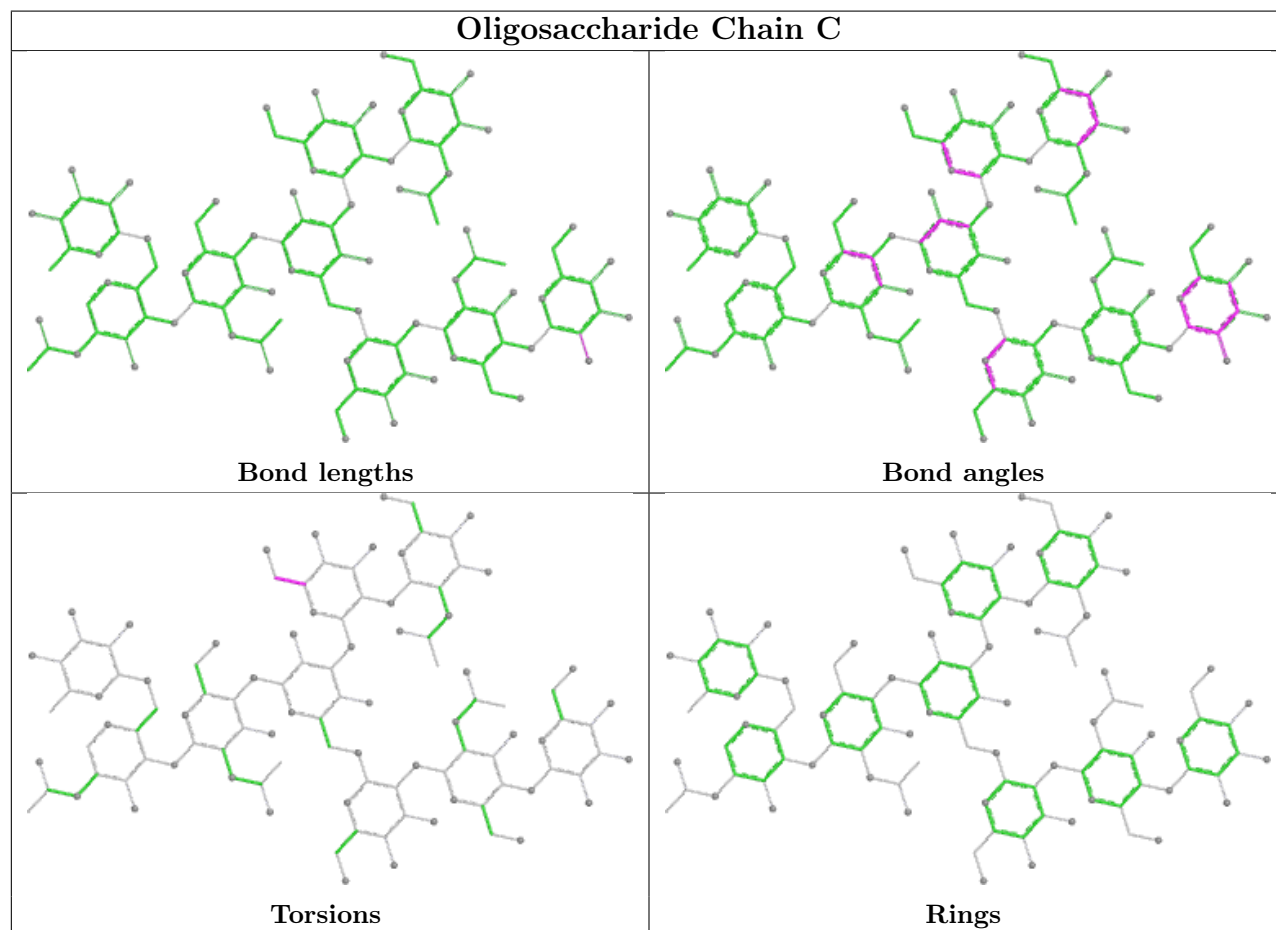 Oligosaccharide Chain C
Bond lengths
Bond angles
Torsions
Rings